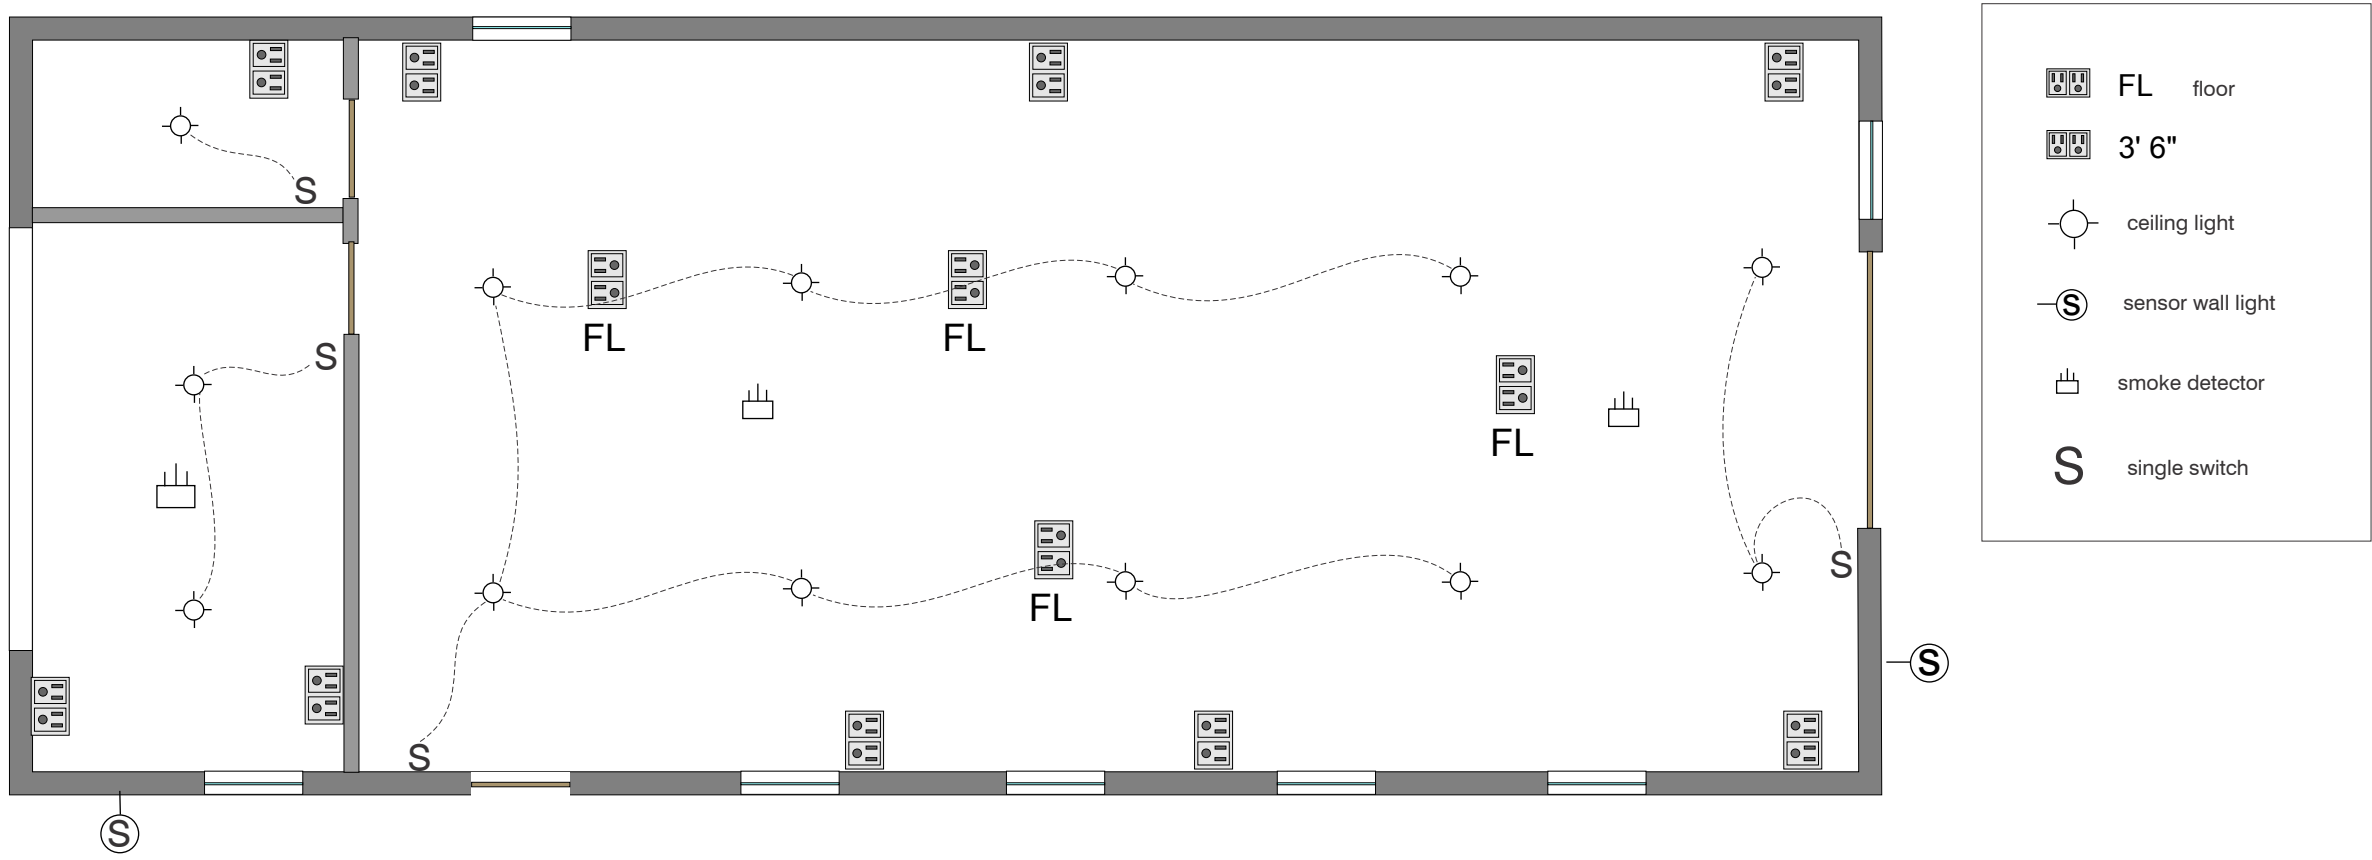 FL floor
3' 6"
ceiling light
S sensor wall light
smoke detector
S single switch
S
S
FL
FL
FL
FL
S
S
S
S